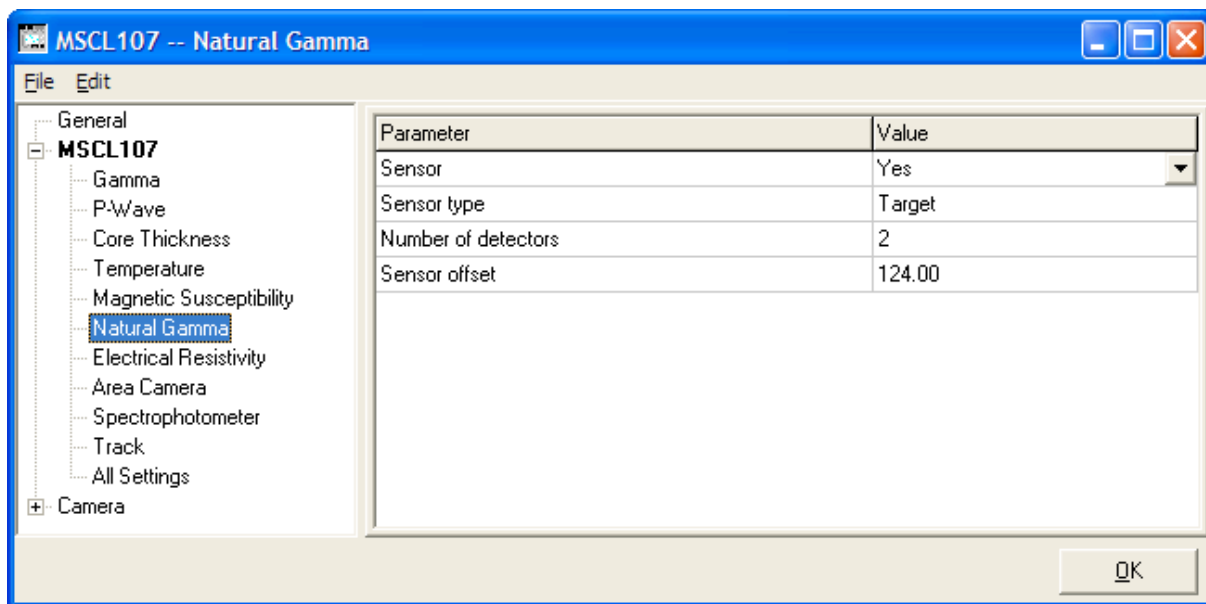 MSCL107 -- Natural Gamma
File Edit
General
MSCL107
Gamma
P-Wave
Core Thickness
Temperature
Magnetic Susceptibility
Natural Gamma
Electrical Resistivity
Area Camera
Spectrophotometer
Track
All Settings
Camera
Parameter Value
Sensor Yes
Sensor type Target
Number of detectors 2
Sensor offset 124.00
OK